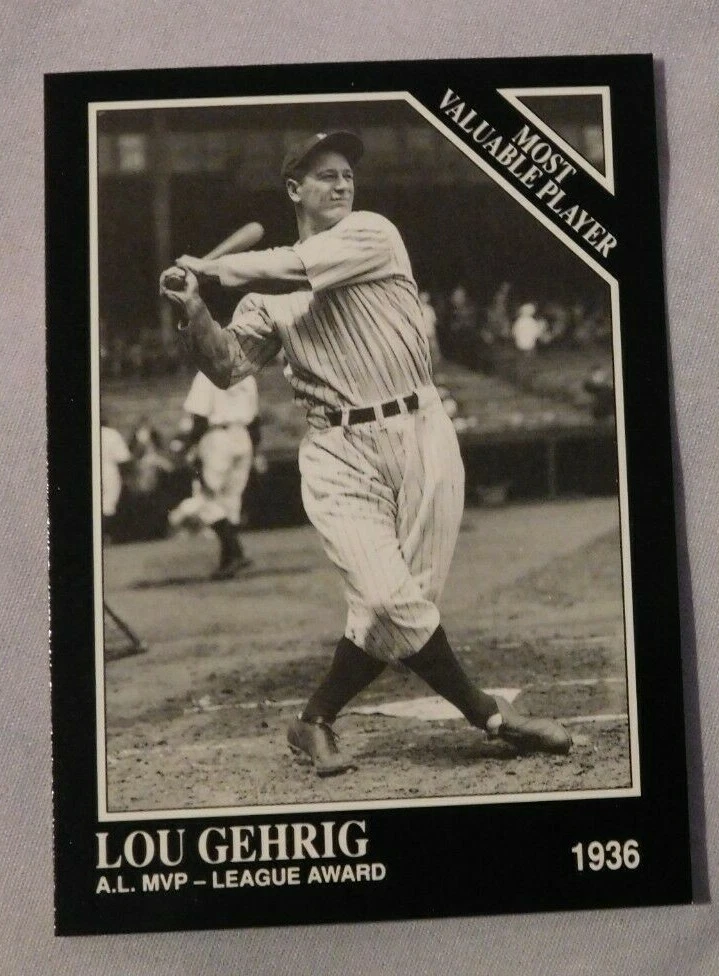 MOST
VALUABLE PLAYER
LOU GEHRIG
A.L. MVP – LEAGUE AWARD
1936